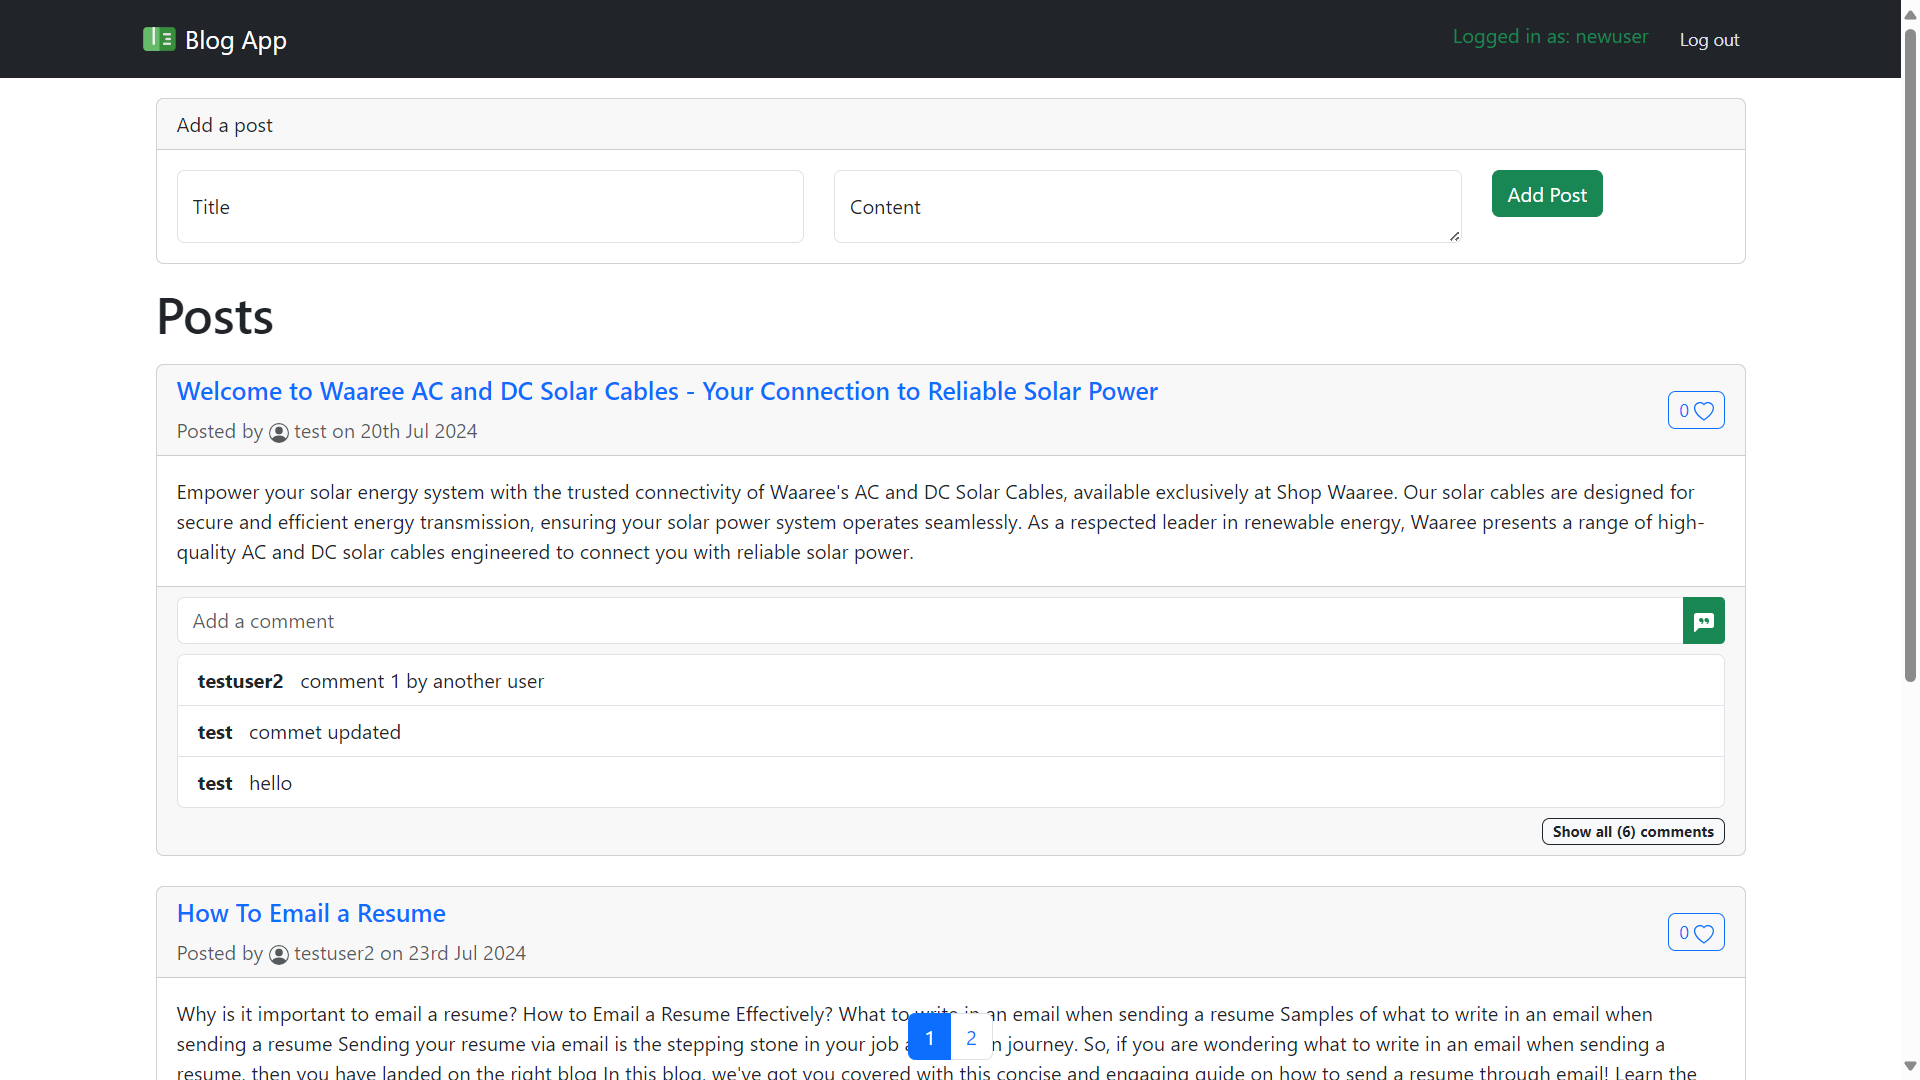 Blog App
Logged in as: newuser
Log out
Add a post
Title
Content
Add Post
Posts
Welcome to Waaree AC and DC Solar Cables - Your Connection to Reliable Solar Power
0
Posted by test on 20th Jul 2024
Empower your solar energy system with the trusted connectivity of Waaree's AC and DC Solar Cables, available exclusively at Shop Waaree. Our solar cables are designed for
secure and efficient energy transmission, ensuring your solar power system operates seamlessly. As a respected leader in renewable energy, Waaree presents a range of high-
quality AC and DC solar cables engineered to connect you with reliable solar power.
Add a comment
testuser2 comment 1 by another user
test commet updated
test hello
Show all (6) comments
How To Email a Resume
0
Posted by testuser2 on 23rd Jul 2024
Why is it important to email a resume? How to Email a Resume Effectively? What to write in an email when sending a resume Samples of what to write in an email when
sending a resume Sending your resume via email is the stepping stone in your job journey. So, if you are wondering what to write in an email when sending a
1 2
resume, then you have landed on the right blog In this blog, we've got you covered with this concise and engaging guide on how to send a resume through email! Learn the